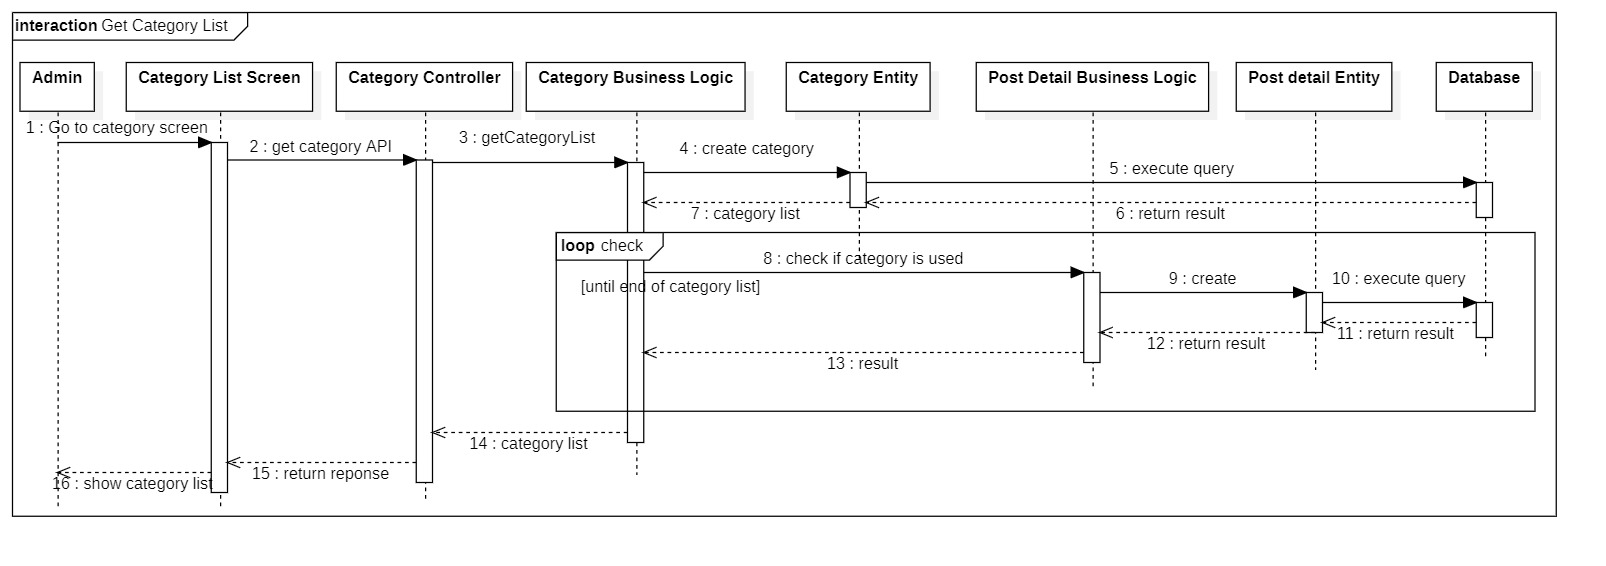 interaction Get Category List
Admin
Category List Screen
Category Controller
Category Business Logic
Category Entity
Post Detail Business Logic
Post detail Entity
Database
1 : Go to category screen
2 : get category API
3 : getCategoryList
4 : create category
5 : execute query
6 : return result
7 : category list
loop check
8 : check if category is used
[until end of category list]
9 : create
10 : execute query
11 : return result
12 : return result
13 : result
14 : category list
15 : return reponse
16 : show category list